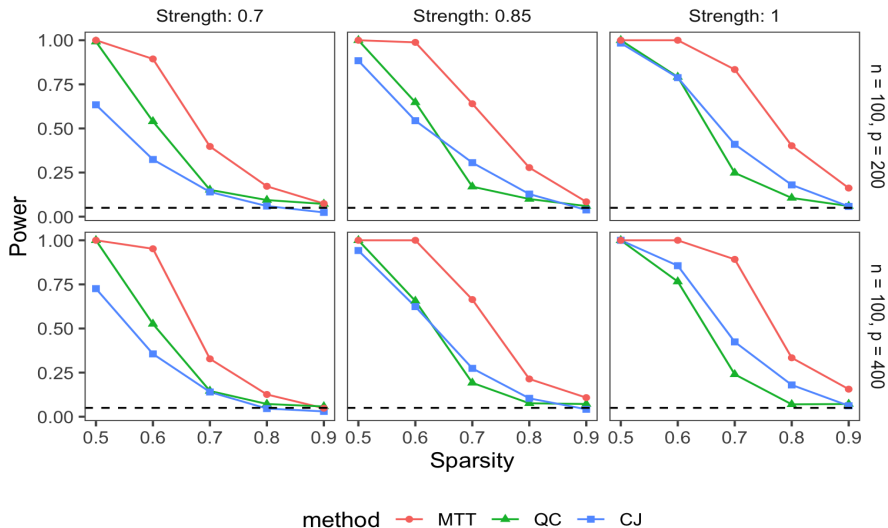 Strength: 0.7 Strength: 0.85 Strength: 1
1.00
0.75
0.50
0.25
0.00
n = 100, p = 200
Power
1.00
0.75
0.50
0.25
0.00
n = 100, p = 400
0.5 0.6 0.7 0.8 0.9 0.5 0.6 0.7 0.8 0.9 0.5 0.6 0.7 0.8 0.9
Sparsity
method MTT QC CJ